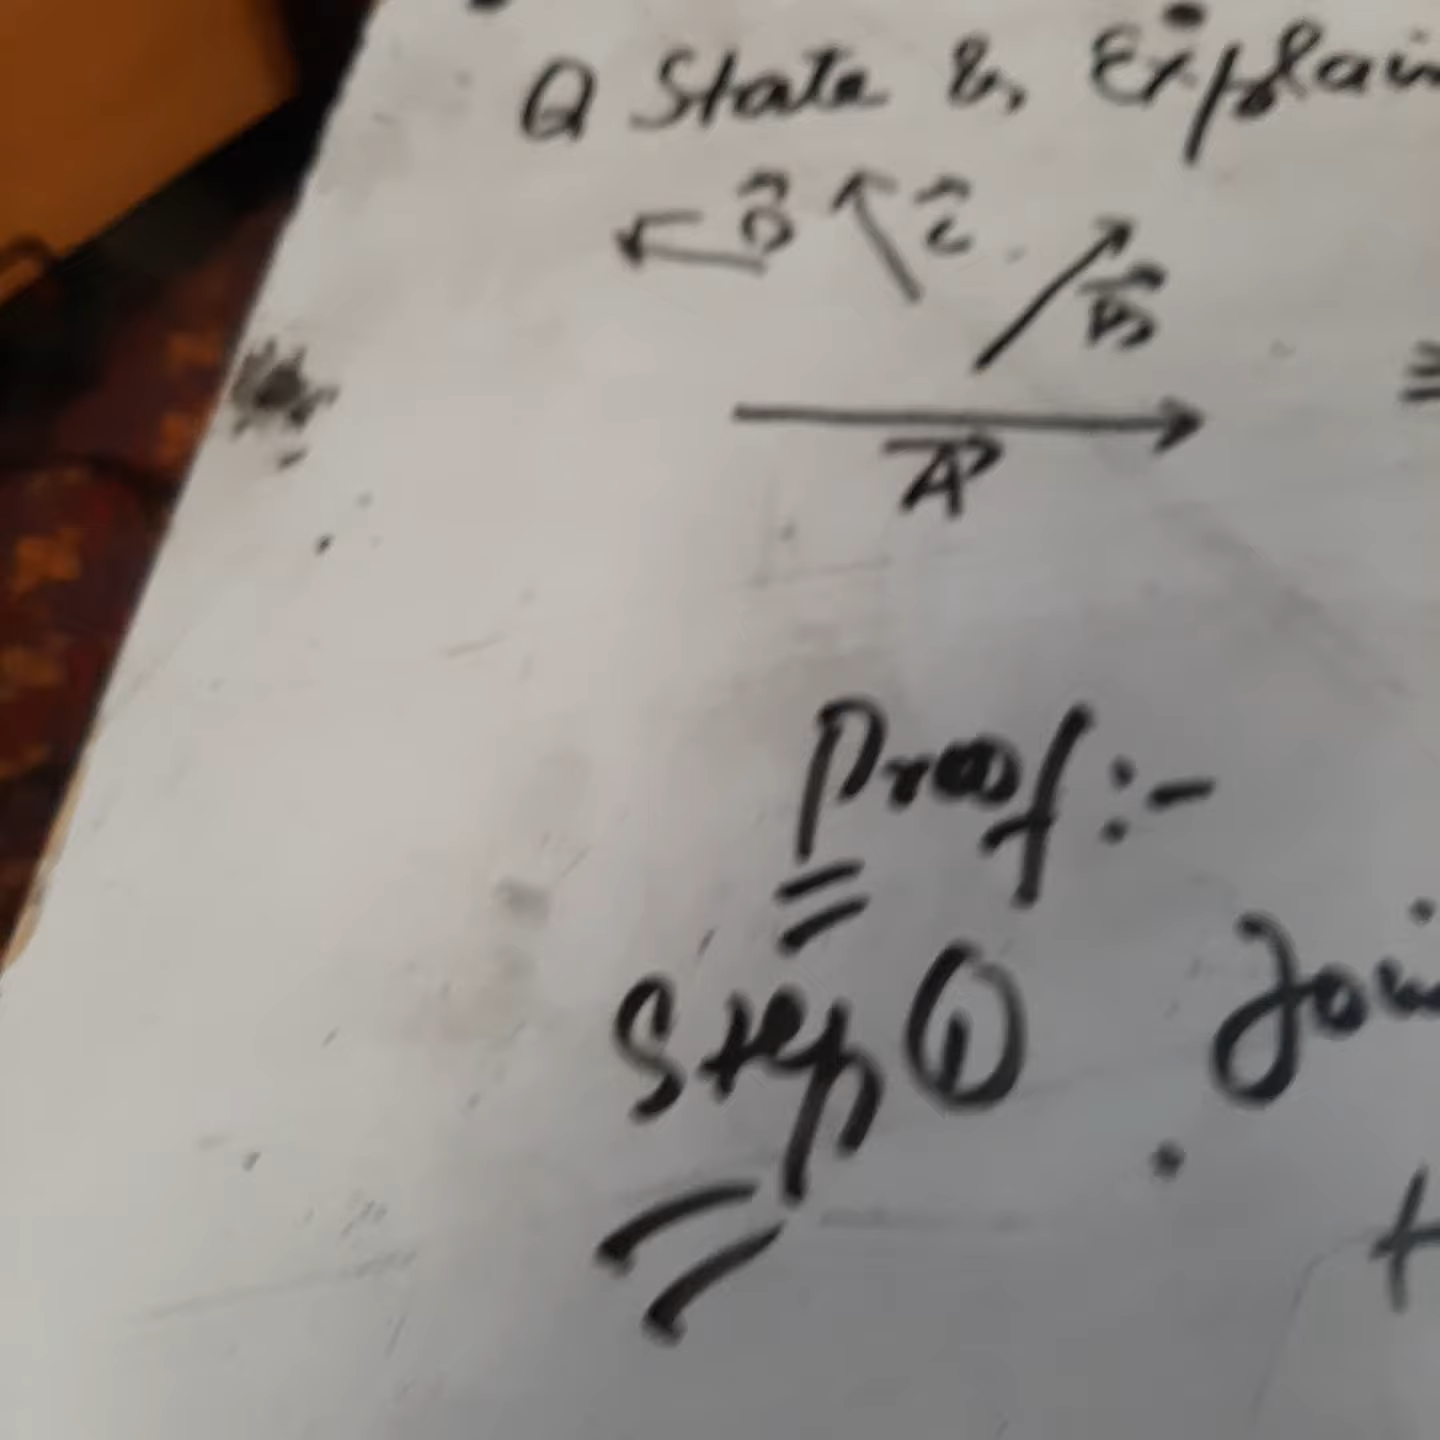 Q State &, Explain
D⃗ C⃗
B⃗
=
A⃗
Proof :-
Step ①